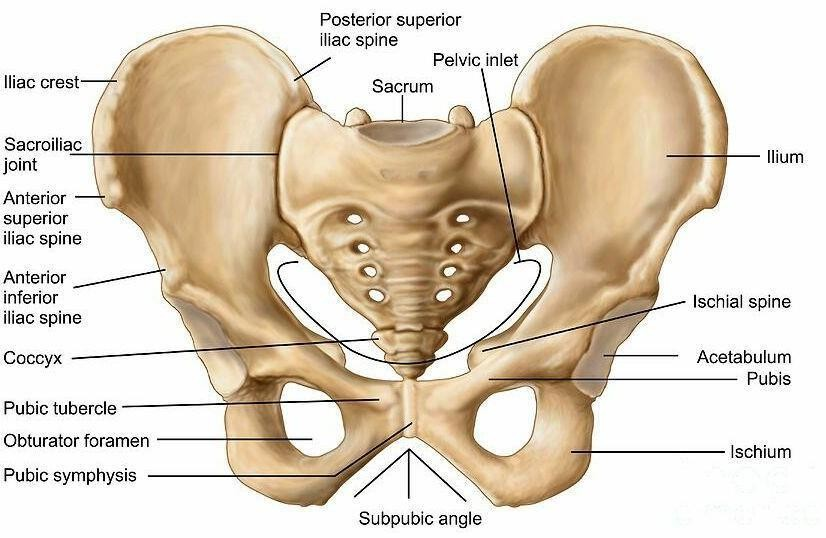 Posterior superior
iliac spine
Pelvic inlet
Iliac crest
Sacrum
Sacroiliac
joint
Ilium
Anterior
superior
iliac spine
Anterior
inferior
iliac spine
Ischial spine
Coccyx
Acetabulum
Pubis
Pubic tubercle
Obturator foramen
Ischium
Pubic symphysis
Subpubic angle